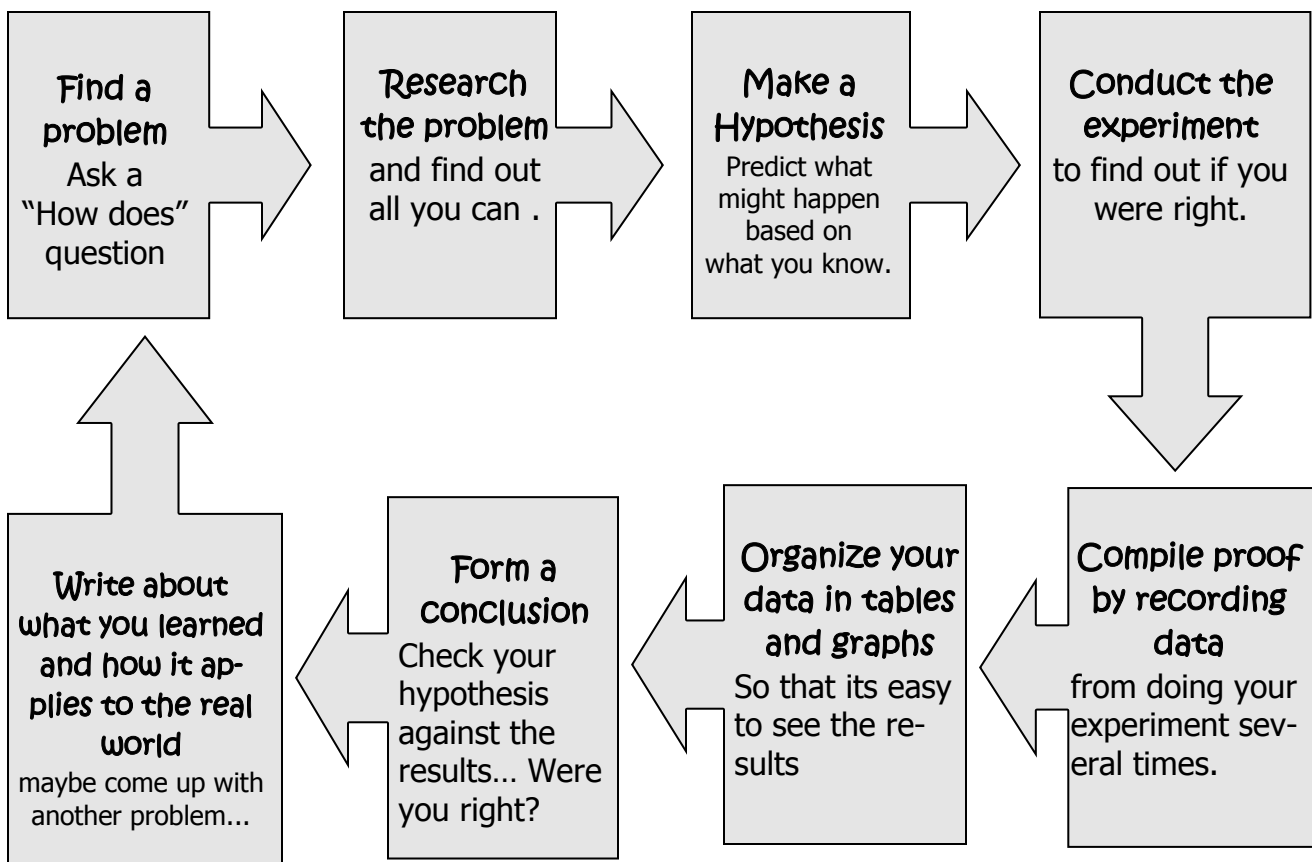 Find a
problem
Ask a
“How does”
question
Research
the problem
and find out
all you can .
Make a
Hypothesis
Predict what
might happen
based on
what you know.
Conduct the
experiment
to find out if you
were right.
Compile proof
by recording
data
from doing your
experiment sev-
eral times.
Organize your
data in tables
and graphs
So that its easy
to see the re-
sults
Form a
conclusion
Check your
hypothesis
against the
results... Were
you right?
Write about
what you learned
and how it ap-
plies to the real
world
maybe come up with
another problem...